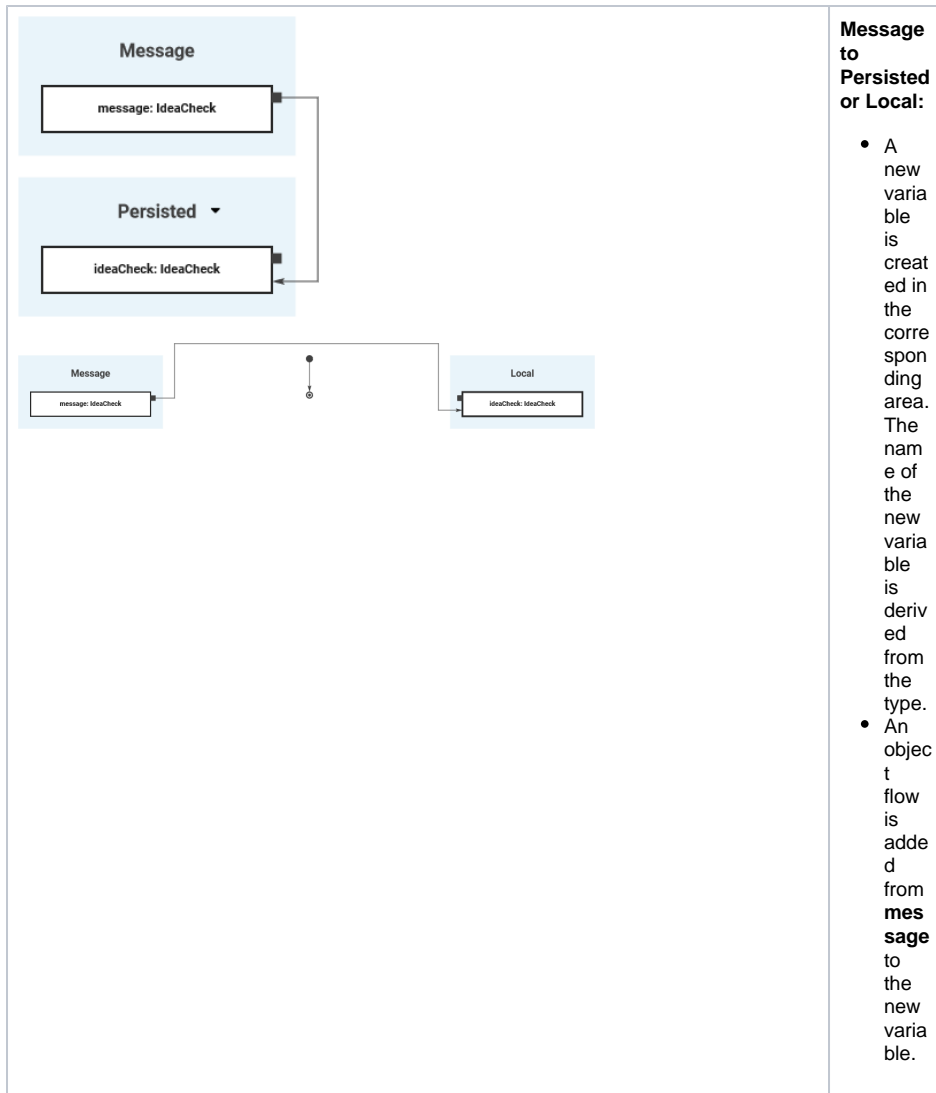 Message
message: IdeaCheck
Persisted
ideaCheck: IdeaCheck
Message
message: IdeaCheck
Local
ideaCheck: IdeaCheck
Message
to
Persisted
or Local:
A
new
varia
ble
is
creat
ed in
the
corre
spon
ding
area.
The
nam
e of
the
new
varia
ble
is
deriv
ed
from
the
type.
An
objec
t
flow
is
adde
d
from
mes
sage
to
the
new
varia
ble.